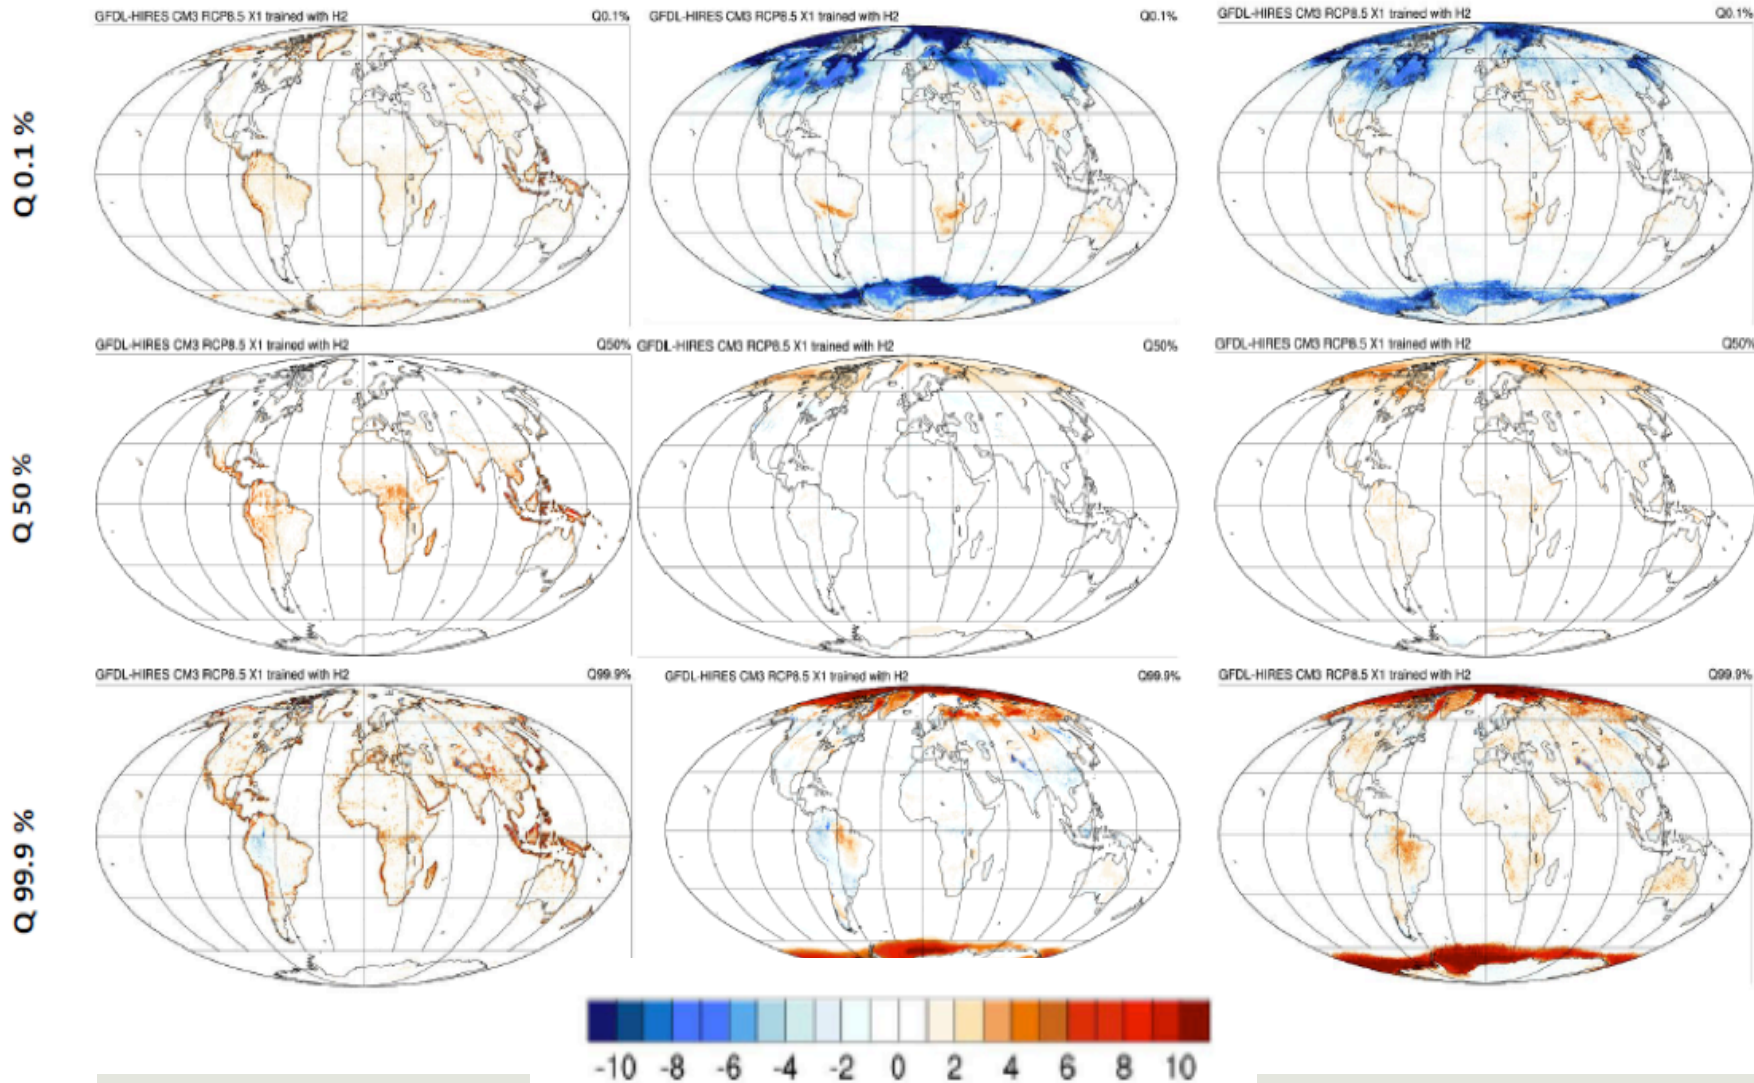 GFDL-HIRES CM3 RCP8.5 X1 trained with H2 Q0.1%
GFDL-HIRES CM3 RCP8.5 X1 trained with H2 Q0.1%
GFDL-HIRES CM3 RCP8.5 X1 trained with H2 Q0.1%
Q 0.1 %
GFDL-HIRES CM3 RCP8.5 X1 trained with H2 Q50%
GFDL-HIRES CM3 RCP8.5 X1 trained with H2 Q50%
GFDL-HIRES CM3 RCP8.5 X1 trained with H2 Q50%
Q 50 %
GFDL-HIRES CM3 RCP8.5 X1 trained with H2 Q99.9%
GFDL-HIRES CM3 RCP8.5 X1 trained with H2 Q99.9%
GFDL-HIRES CM3 RCP8.5 X1 trained with H2 Q99.9%
Q 99.9 %
-10 -8 -6 -4 -2 0 2 4 6 8 10